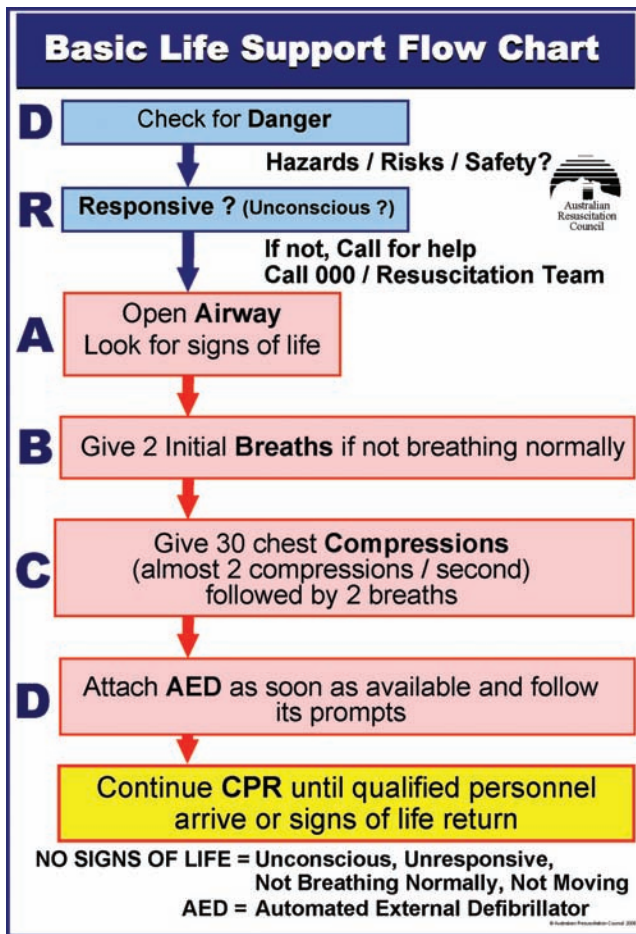 Basic Life Support Flow Chart
D
Check for Danger
Hazards / Risks / Safety?
R
Responsive ? (Unconscious ?)
Australian
Resuscitation
Council
If not, Call for help
Call 000 / Resuscitation Team
A
Open Airway
Look for signs of life
B
Give 2 Initial Breaths if not breathing normally
C
Give 30 chest Compressions
(almost 2 compressions / second)
followed by 2 breaths
D
Attach AED as soon as available and follow
its prompts
Continue CPR until qualified personnel
arrive or signs of life return
NO SIGNS OF LIFE = Unconscious, Unresponsive,
Not Breathing Normally, Not Moving
AED = Automated External Defibrillator
© Australian Resuscitation Council